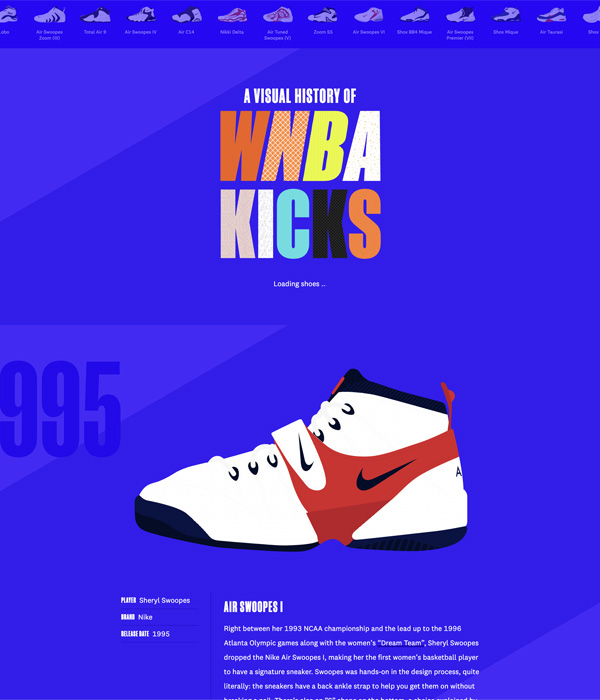 Air Swoopes
Zoom (III)
Total Air 9
Air Swoopes IV
Air C14
Nikki Delta
Air Tuned
Swoopes (V)
Zoom S5
Air Swoopes VI
Shox BB4 Mique
Air Swoopes
Premier (VII)
Shox Mique
Air Taurasi
Shox
A VISUAL HISTORY OF
WNBA
KICKS
Loading shoes ..
995
A
PLAYER Sheryl Swoopes
BRAND Nike
RELEASE DATE 1995
AIR SWOOPES I
Right between her 1993 NCAA championship and the lead up to the 1996
Atlanta Olympic games along with the women's "Dream Team", Sheryl Swoopes
dropped the Nike Air Swoopes I, making her the first women's basketball player
to have a signature sneaker. Swoopes was hands-on in the design process, quite
literally: the sneakers have a back ankle strap to help you get them on without